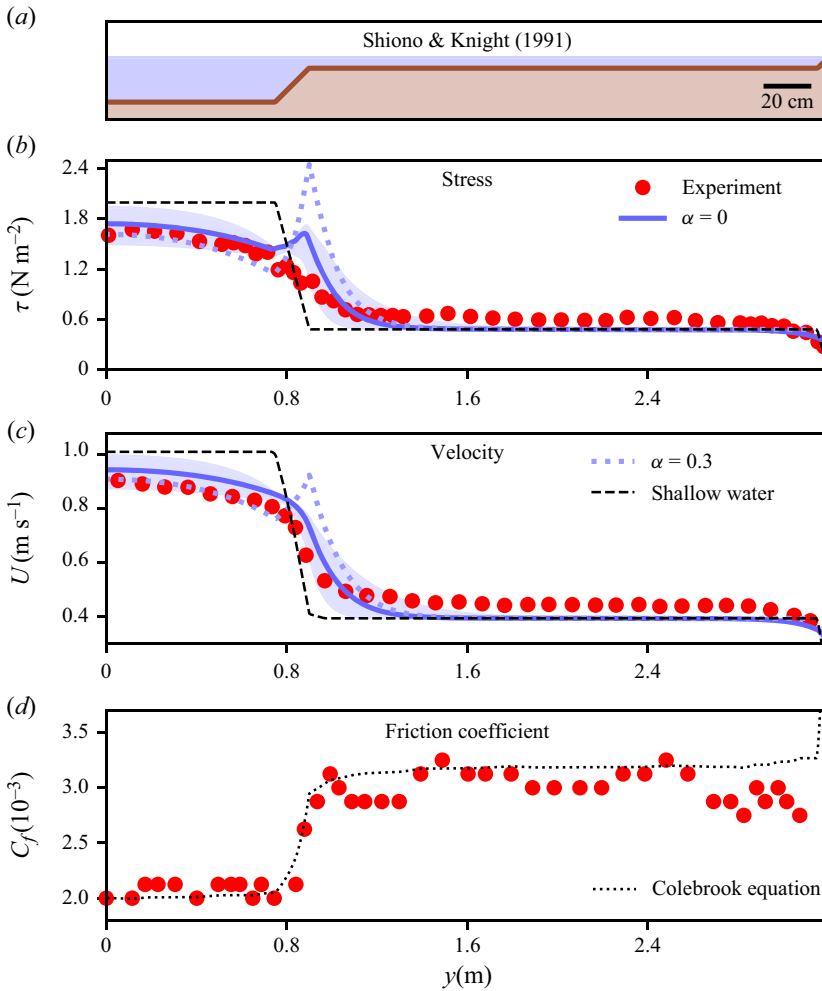 (a)
Shiono & Knight (1991)
20 cm
(b)
Stress
Experiment
α = 0
τ (N m⁻²)
2.4
1.8
1.2
0.6
0
0 0.8 1.6 2.4
(c)
Velocity
α = 0.3
Shallow water
U (m s⁻¹)
1.0
0.8
0.6
0.4
0 0.8 1.6 2.4
(d)
Friction coefficient
Colebrook equation
C_f (10⁻³)
3.5
3.0
2.5
2.0
0 0.8 1.6 2.4
y(m)